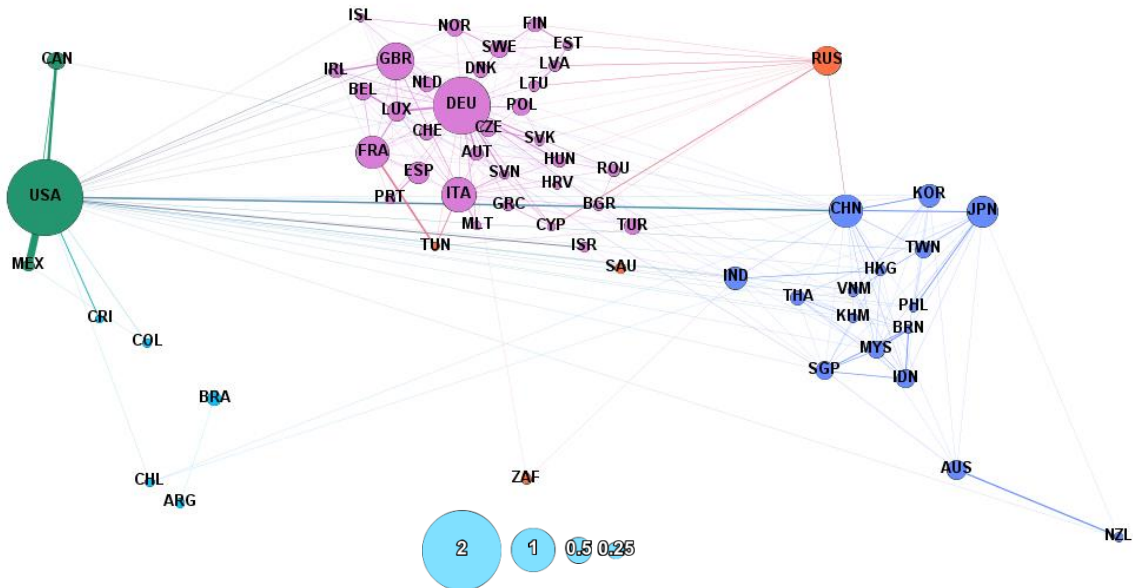 ISL
NOR
FIN
SWE
EST
CAN
GBR
RUS
IRL
DNK
LVA
NLD
LTU
BEL
DEU
POL
LUX
CHE
CZE
SVK
FRA
AUT
HUN
ESP
SVN
HRV
ROU
USA
PRT
ITA
GRC
BGR
KOR
CHN
JPN
MLT
CYP
TUR
TUN
ISR
TWN
MEX
SAU
IND
HKG
VNM
THA
PHL
CRI
KHM
BRN
COL
MYS
SGP
IDN
BRA
AUS
CHL
ZAF
ARG
NZL
2
1
0.5
0.25